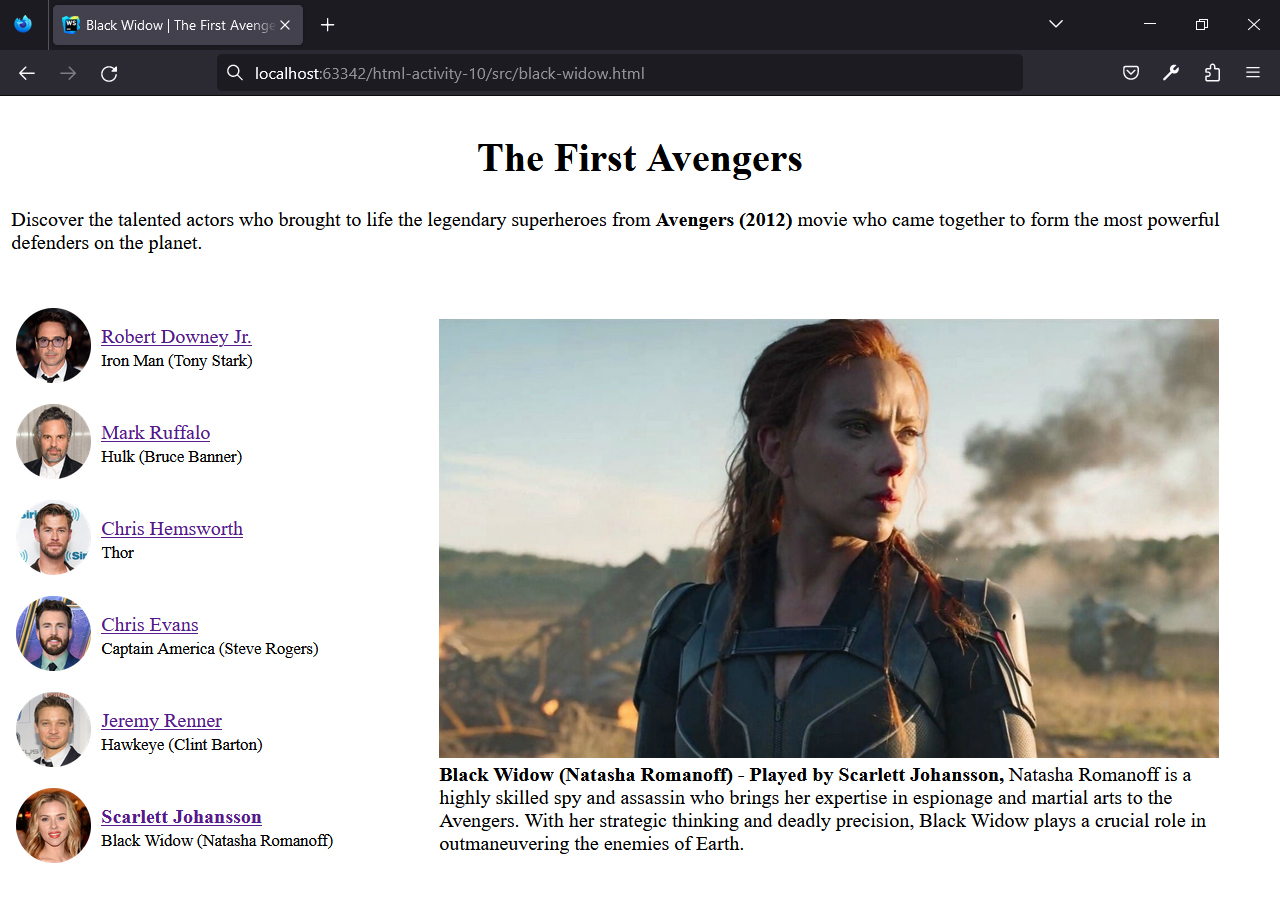 Black Widow | The First Avenge
localhost:63342/html-activity-10/src/black-widow.html
The First Avengers
Discover the talented actors who brought to life the legendary superheroes from Avengers (2012) movie who came together to form the most powerful
defenders on the planet.
Robert Downey Jr.
Iron Man (Tony Stark)
Mark Ruffalo
Hulk (Bruce Banner)
Chris Hemsworth
Thor
Chris Evans
Captain America (Steve Rogers)
Jeremy Renner
Hawkeye (Clint Barton)
Scarlett Johansson
Black Widow (Natasha Romanoff)
Black Widow (Natasha Romanoff) - Played by Scarlett Johansson, Natasha Romanoff is a
highly skilled spy and assassin who brings her expertise in espionage and martial arts to the
Avengers. With her strategic thinking and deadly precision, Black Widow plays a crucial role in
outmaneuvering the enemies of Earth.